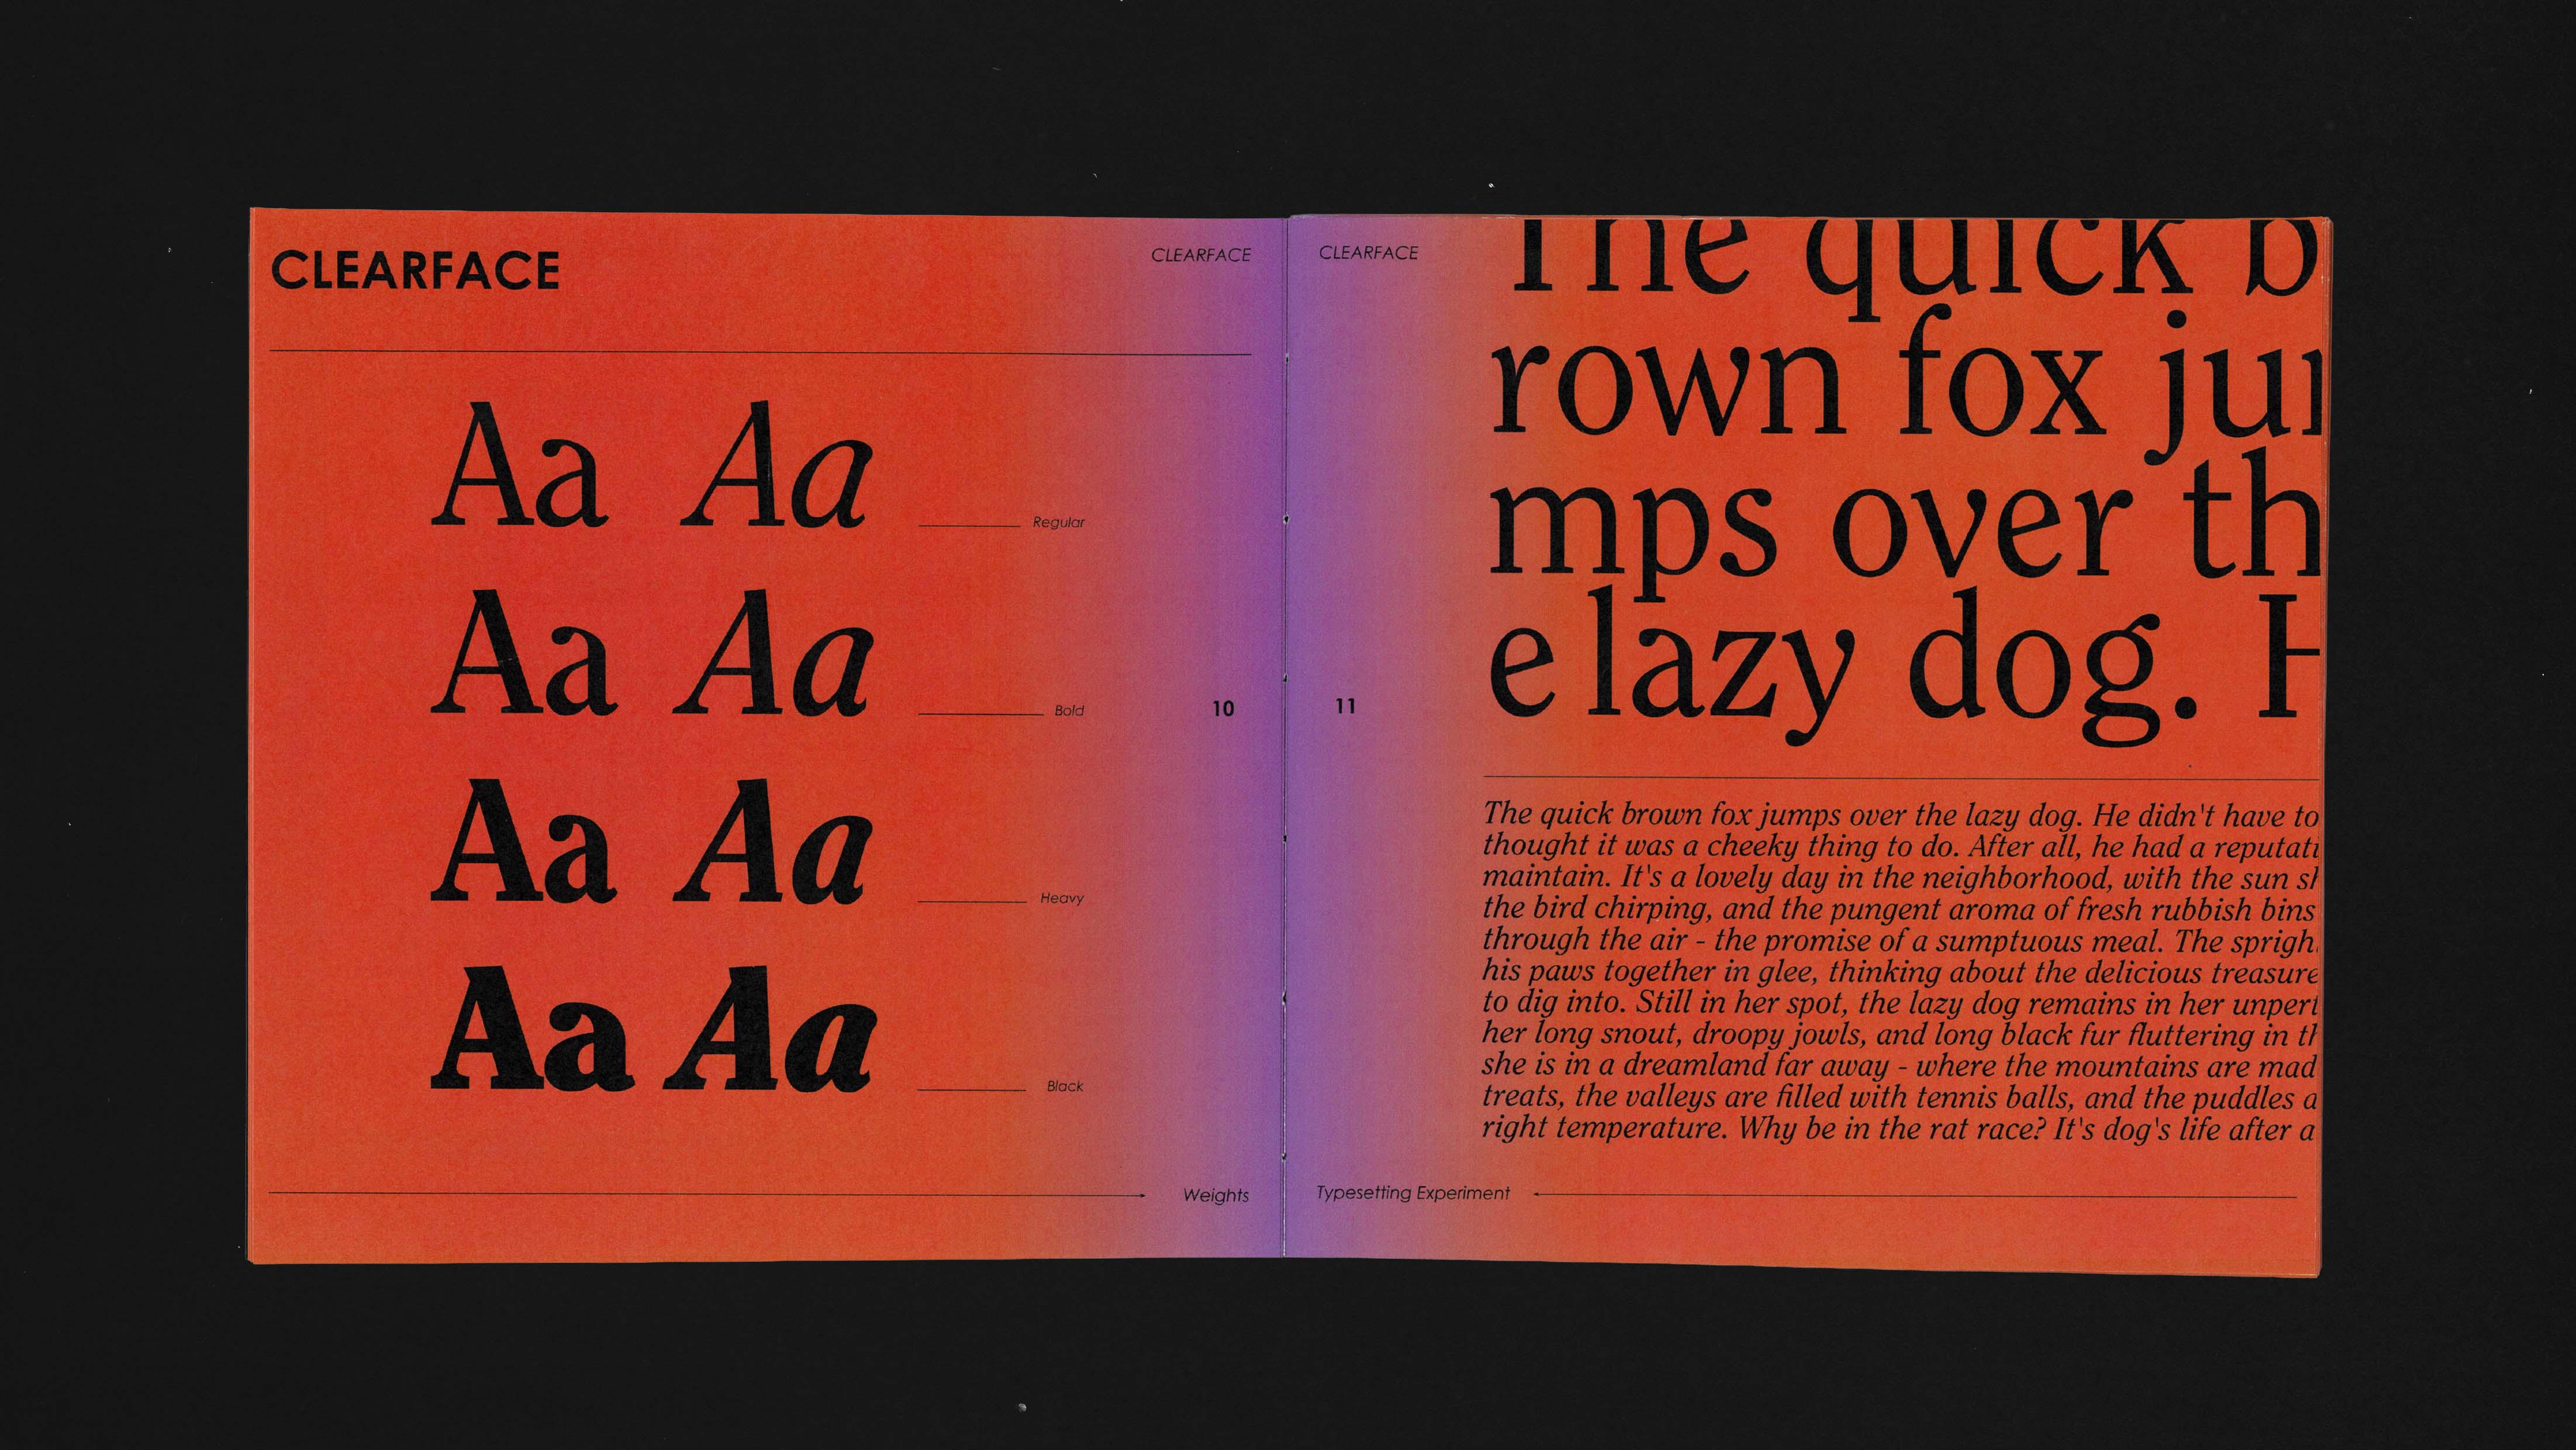 CLEARFACE
CLEARFACE
Aa Aa Regular
Aa Aa Bold
10
Aa Aa Heavy
Aa Aa Black
Weights
CLEARFACE
The quick b
rown fox ju
mps over th
e lazy dog. H
11
The quick brown fox jumps over the lazy dog. He didn't have to
thought it was a cheeky thing to do. After all, he had a reputati
maintain. It's a lovely day in the neighborhood, with the sun sh
the bird chirping, and the pungent aroma of fresh rubbish bins
through the air - the promise of a sumptuous meal. The spright
his paws together in glee, thinking about the delicious treasure
to dig into. Still in her spot, the lazy dog remains in her unpert
her long snout, droopy jowls, and long black fur fluttering in th
she is in a dreamland far away - where the mountains are mad
treats, the valleys are filled with tennis balls, and the puddles a
right temperature. Why be in the rat race? It's dog's life after a
Typesetting Experiment